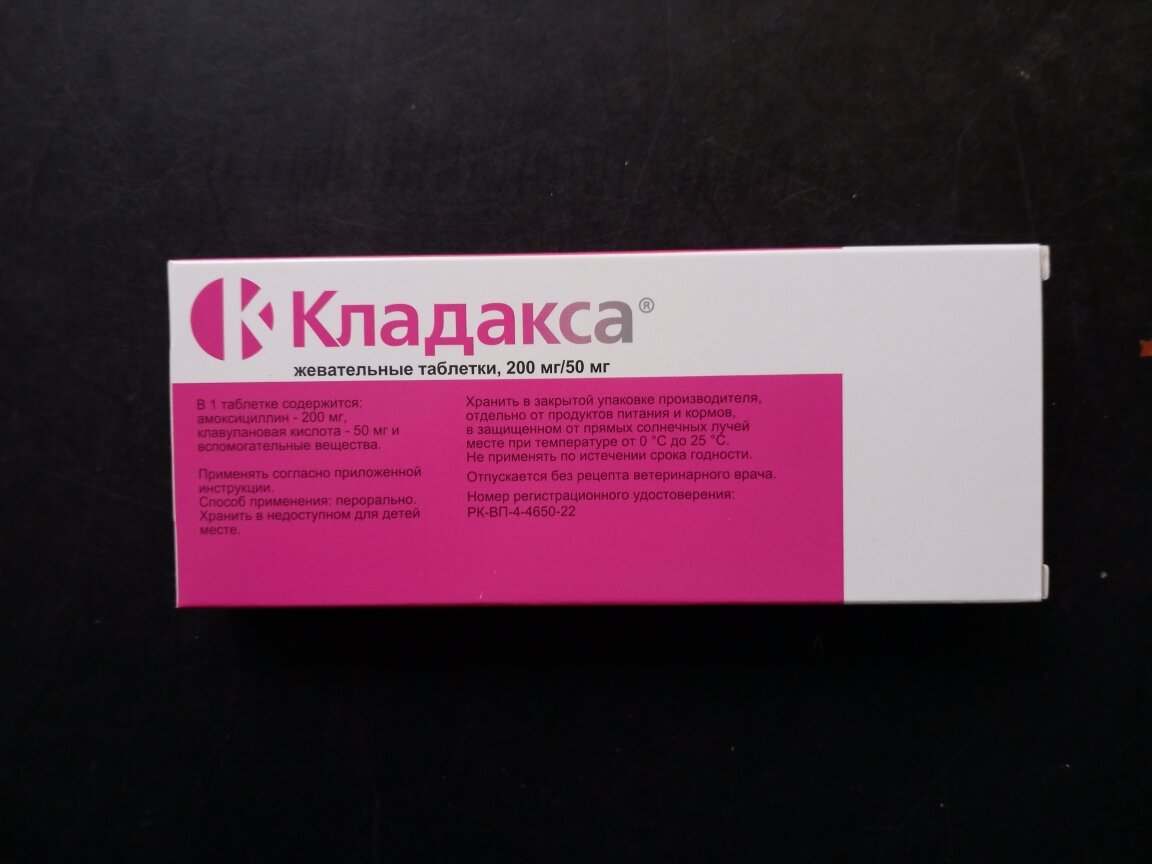 К Кладакса®
жевательные таблетки, 200 мг/50 мг
В 1 таблетке содержится:
амоксициллин - 200 мг,
клавулановая кислота - 50 мг и
вспомогательные вещества.
Применять согласно приложенной
инструкции.
Способ применения: перорально.
Хранить в недоступном для детей
месте.
Хранить в закрытой упаковке производителя,
отдельно от продуктов питания и кормов,
в защищенном от прямых солнечных лучей
месте при температуре от 0 °C до 25 °C.
Не применять по истечении срока годности.
Отпускается без рецепта ветеринарного врача.
Номер регистрационного удостоверения:
РК-ВП-4-4650-22